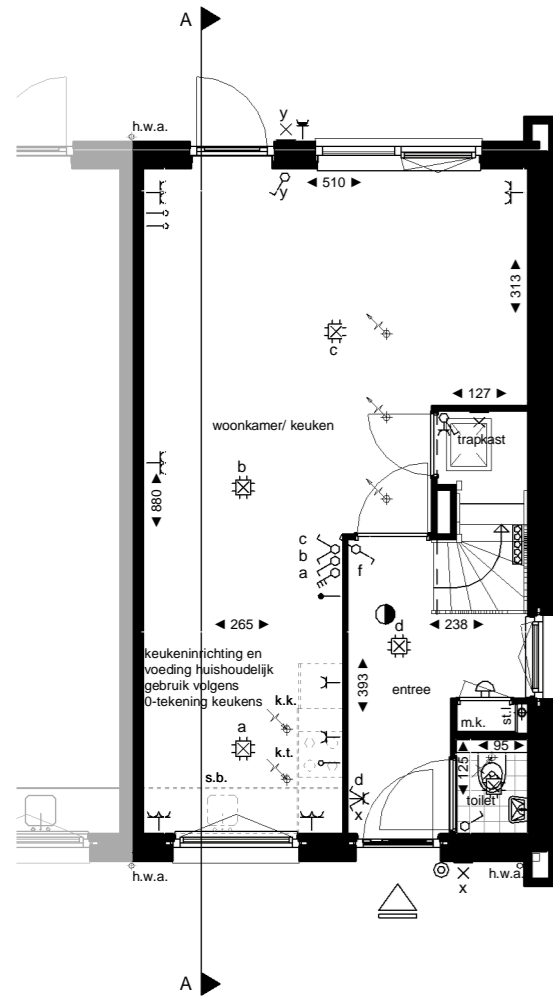 A
h.w.a.
y
y
510
313
c
127
woonkamer/ keuken
trapkast
b
880
c
b
a
f
265
d
238
keukeninrichting en
voeding huishoudelijk
gebruik volgens
0-tekening keukens
393
entree
k.k.
m.k.
st.l.
a
k.t.
125
95
s.b.
d
x
toilet
h.w.a.
x
h.w.a.
A